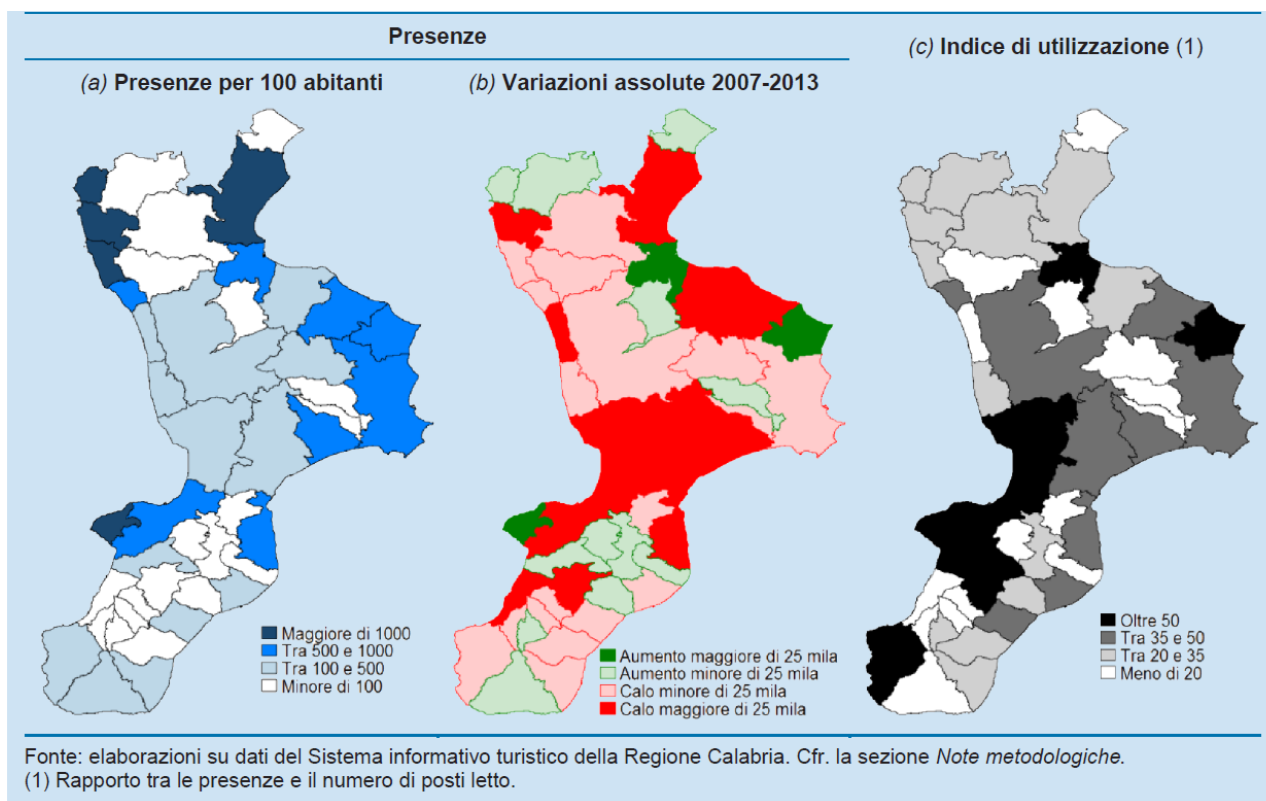 Presenze
(a) Presenze per 100 abitanti
(b) Variazioni assolute 2007-2013
(c) Indice di utilizzazione (1)
Maggiore di 1000
Tra 500 e 1000
Tra 100 e 500
Minore di 100
Aumento maggiore di 25 mila
Aumento minore di 25 mila
Calo minore di 25 mila
Calo maggiore di 25 mila
Oltre 50
Tra 35 e 50
Tra 20 e 35
Meno di 20
Fonte: elaborazioni su dati del Sistema informativo turistico della Regione Calabria. Cfr. la sezione Note metodologiche.
(1) Rapporto tra le presenze e il numero di posti letto.